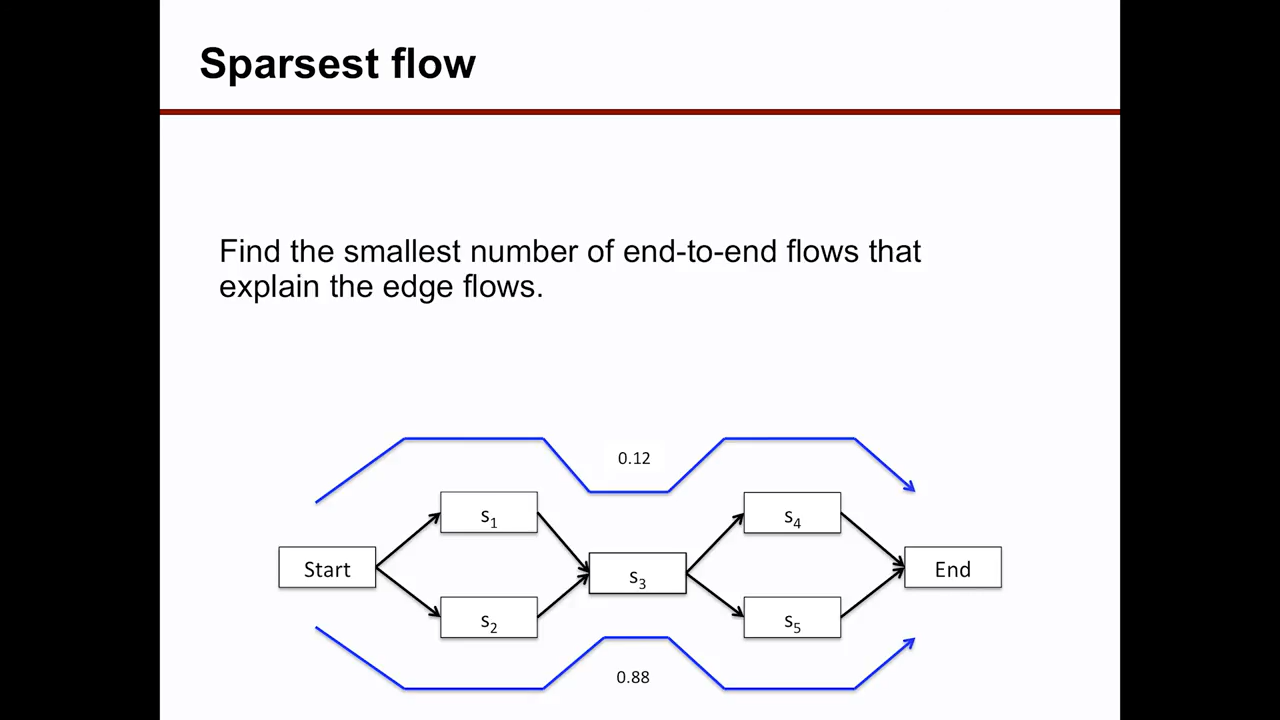 Sparsest flow
Find the smallest number of end-to-end flows that
explain the edge flows.
0.12
s1
s4
Start
s3
End
s2
s5
0.88